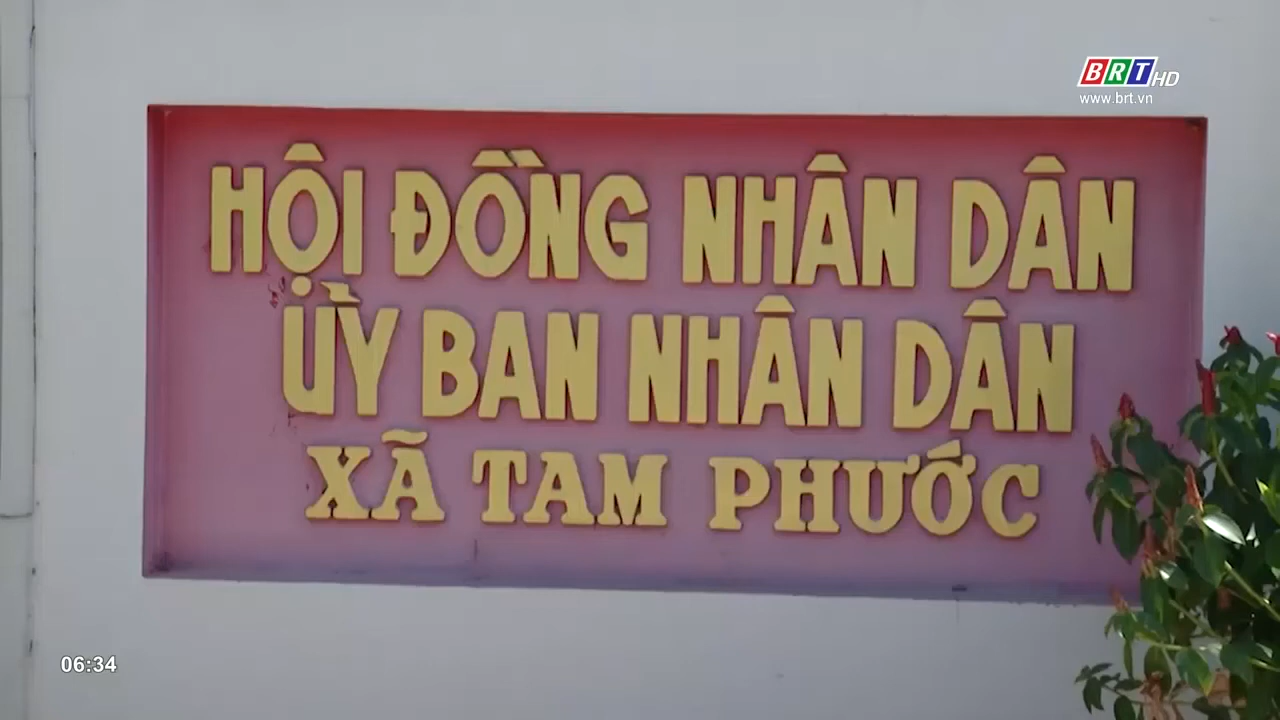 BRT HD
www.brt.vn
HỘI ĐỒNG NHÂN DÂN
ỦY BAN NHÂN DÂN
XÃ TAM PHƯỚC
06:34